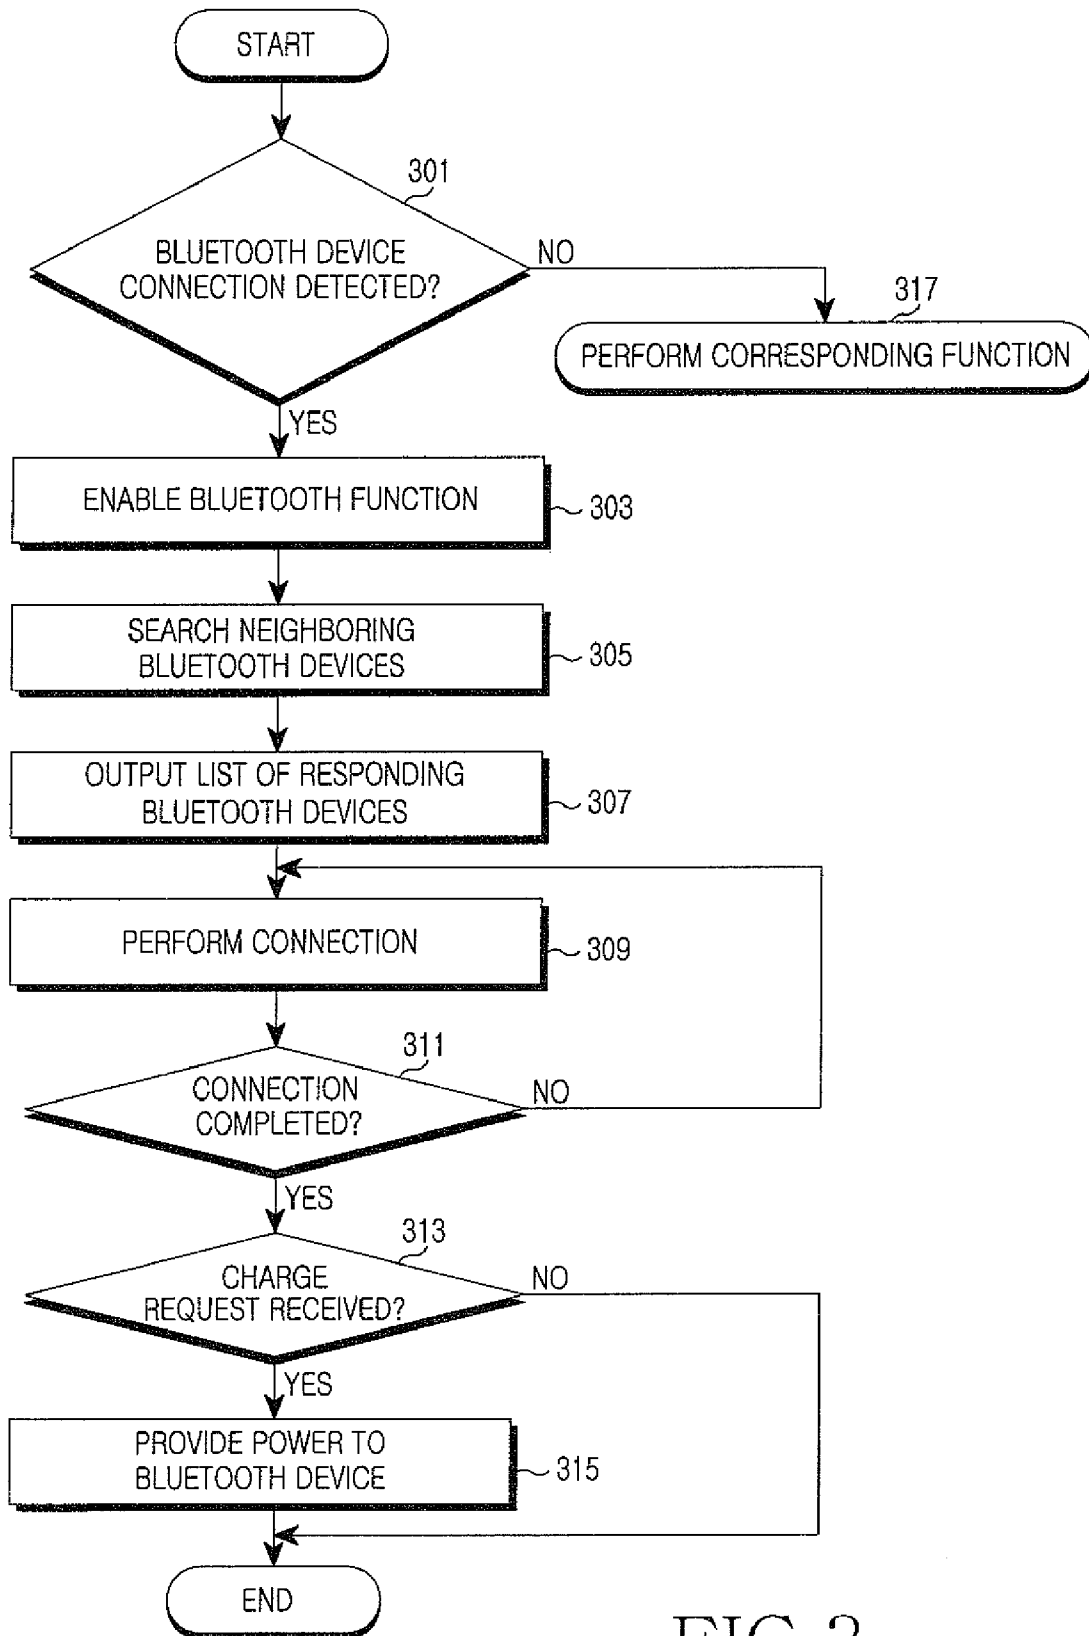 START
301
BLUETOOTH DEVICE
CONNECTION DETECTED?
NO
317
PERFORM CORRESPONDING FUNCTION
YES
ENABLE BLUETOOTH FUNCTION
303
SEARCH NEIGHBORING
BLUETOOTH DEVICES
305
OUTPUT LIST OF RESPONDING
BLUETOOTH DEVICES
307
PERFORM CONNECTION
309
311
CONNECTION
COMPLETED?
NO
YES
313
CHARGE
REQUEST RECEIVED?
NO
YES
PROVIDE POWER TO
BLUETOOTH DEVICE
315
END